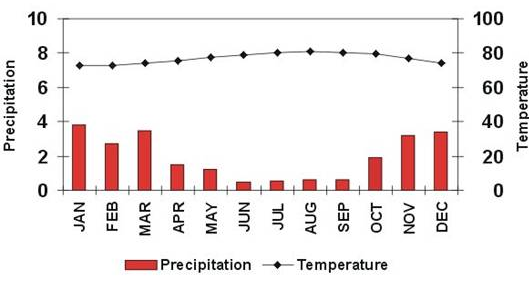 10 100
8 80
6 60
4 40
2 20
0 0
Precipitation
Temperature
JAN FEB MAR APR MAY JUN JUL AUG SEP OCT NOV DEC
Precipitation Temperature